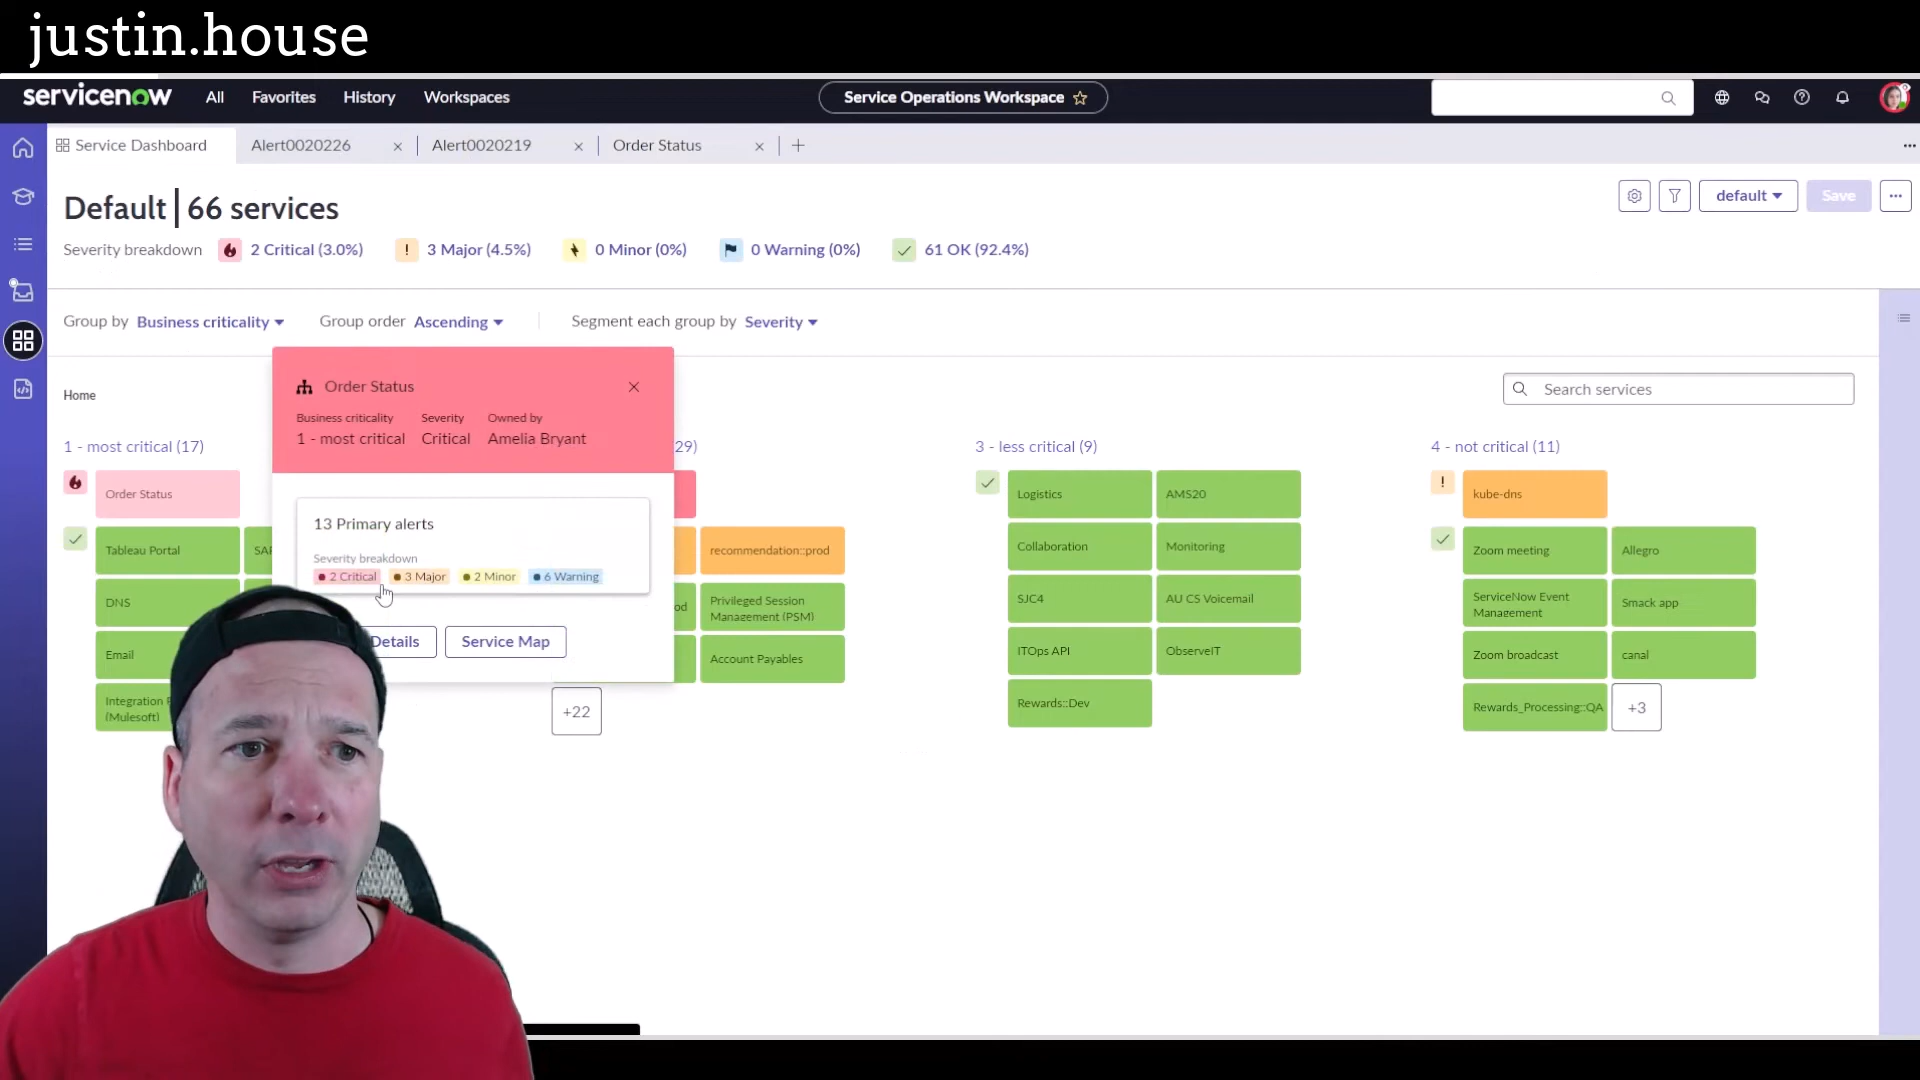 justin.house
servicenow All Favorites History Workspaces Service Operations Workspace
Service Dashboard Alert0020226 Alert0020219 Order Status
Default | 66 services default Save
Severity breakdown 2 Critical (3.0%) 3 Major (4.5%) 0 Minor (0%) 0 Warning (0%) 61 OK (92.4%)
Group by Business criticality Group order Ascending Segment each group by Severity
Home
Search services
Order Status
Business criticality Severity Owned by
1 - most critical Critical Amelia Bryant
13 Primary alerts
Severity breakdown
2 Critical 3 Major 2 Minor 6 Warning
Details Service Map
1 - most critical (17)
Order Status
Tableau Portal
DNS
Email
Integration
(Mulesoft)
29)
recommendation::prod
Privileged Session
Management (PSM)
Account Payables
+22
3 - less critical (9)
Logistics AMS20
Collaboration Monitoring
SJC4 AU CS Voicemail
ITOps API ObserveIT
Rewards::Dev
4 - not critical (11)
kube-dns
Zoom meeting Allegro
ServiceNow Event
Management
Smack app
Zoom broadcast canal
Rewards_Processing::QA +3